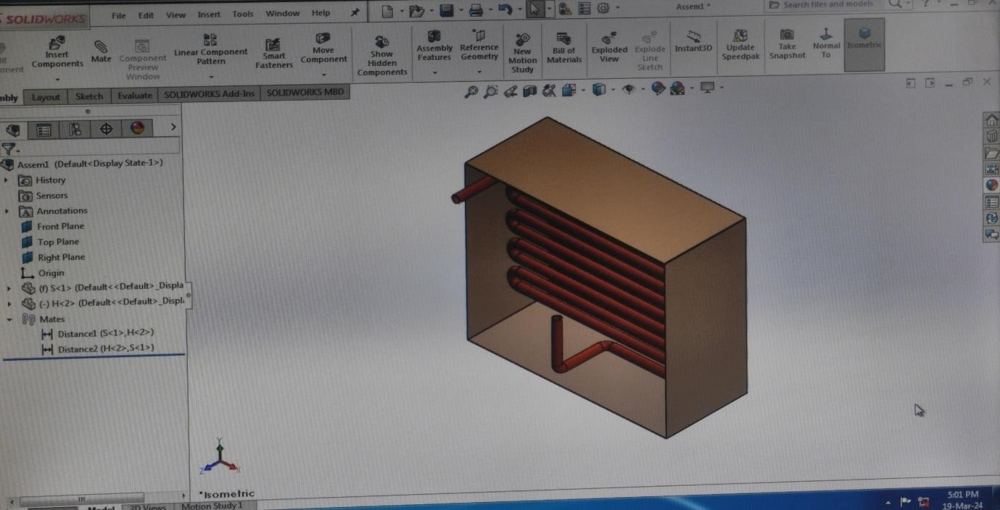 SOLIDWORKS
File Edit View Insert Tools Window Help
Assem1 *
Search files and models
Insert Components
Mate
Component Preview Window
Linear Component Pattern
Smart Fasteners
Move Component
Show Hidden Components
Assembly Features
Reference Geometry
New Motion Study
Bill of Materials
Exploded View
Explode Line Sketch
Instant3D
Update Speedpak
Take Snapshot
Normal To
Isometric
Layout Sketch Evaluate SOLIDWORKS Add-Ins SOLIDWORKS MBD
Assem1 (Default<Display State-1>)
History
Sensors
Annotations
Front Plane
Top Plane
Right Plane
Origin
(f) S<1> (Default<<Default>_Displa
(-) H<2> (Default<<Default>_Displ
Mates
Distance1 (S<1>,H<2>)
Distance2 (H<2>,S<1>)
Y
Z
X
*Isometric
Model 3D Views Motion Study 1
5:01 PM
19-Mar-24